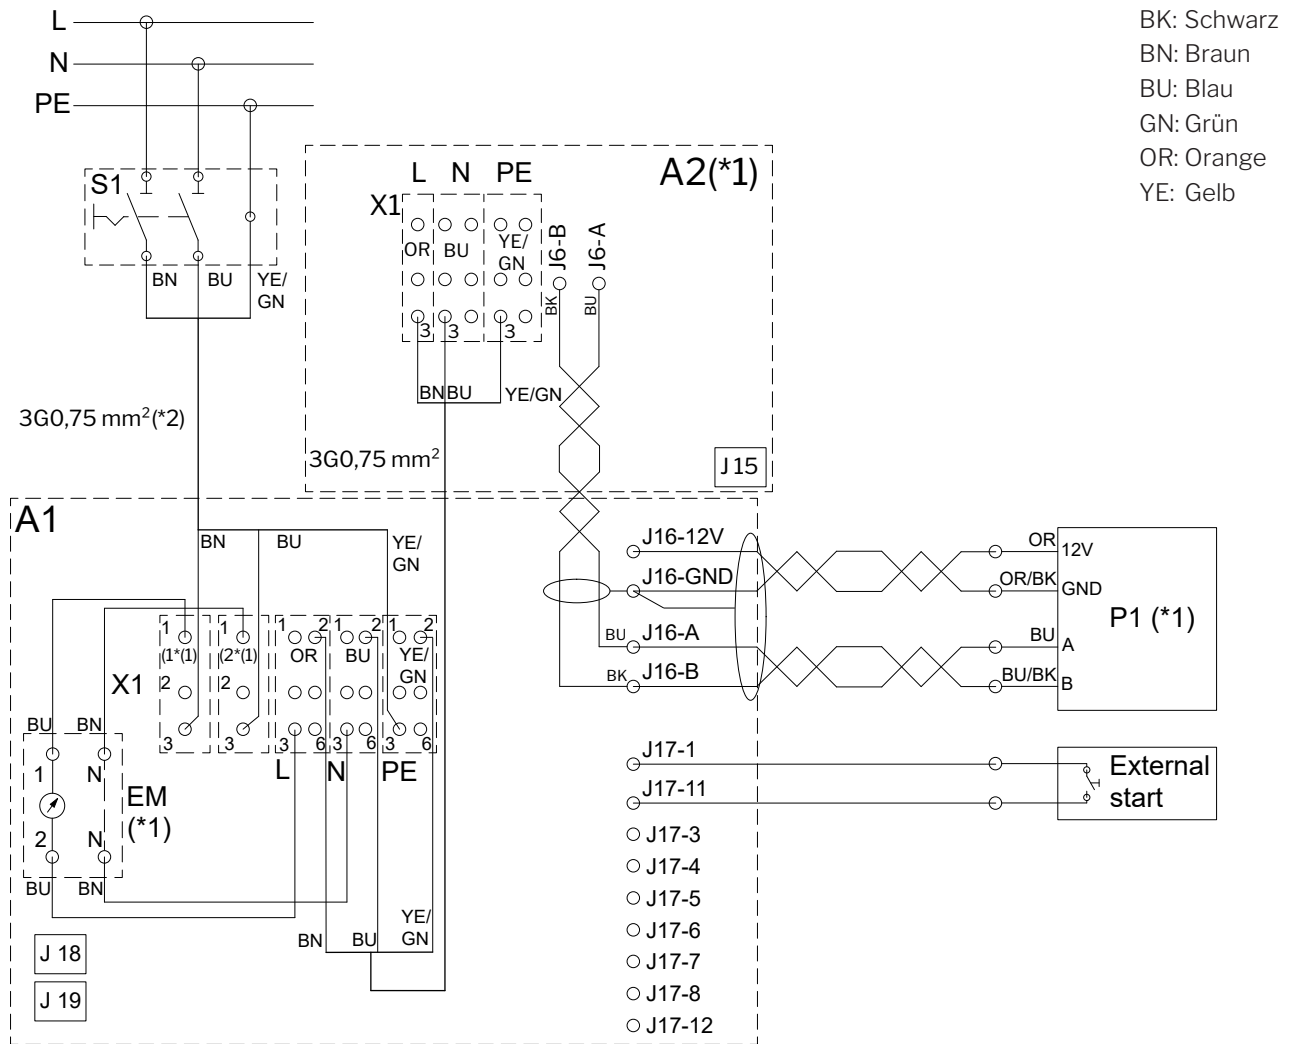 L
N
PE
BK: Schwarz
BN: Braun
BU: Blau
GN: Grün
OR: Orange
YE: Gelb
S1
BN
BU
YE/
GN
3G0,75 mm²(*2)
A2(*1)
L N PE
X1
OR
BU
YE/
GN
3
3
3
J6-B
J6-A
BK
BU
BN
BU
YE/GN
3G0,75 mm²
J 15
A1
BN
BU
YE/
GN
X1
1
(1*(1)
2
3
1
(2*(1)
2
3
1
2
OR
3
6
1
2
BU
3
6
1
2
YE/
GN
3
6
L
N
PE
BU
BN
1
N
EM
(*1)
2
N
BU
BN
BN
BU
YE/
GN
J 18
J 19
J16-12V
J16-GND
BU
J16-A
BK
J16-B
OR
12V
OR/BK
GND
P1 (*1)
BU
A
BU/BK
B
J17-1
J17-11
External
start
J17-3
J17-4
J17-5
J17-6
J17-7
J17-8
J17-12